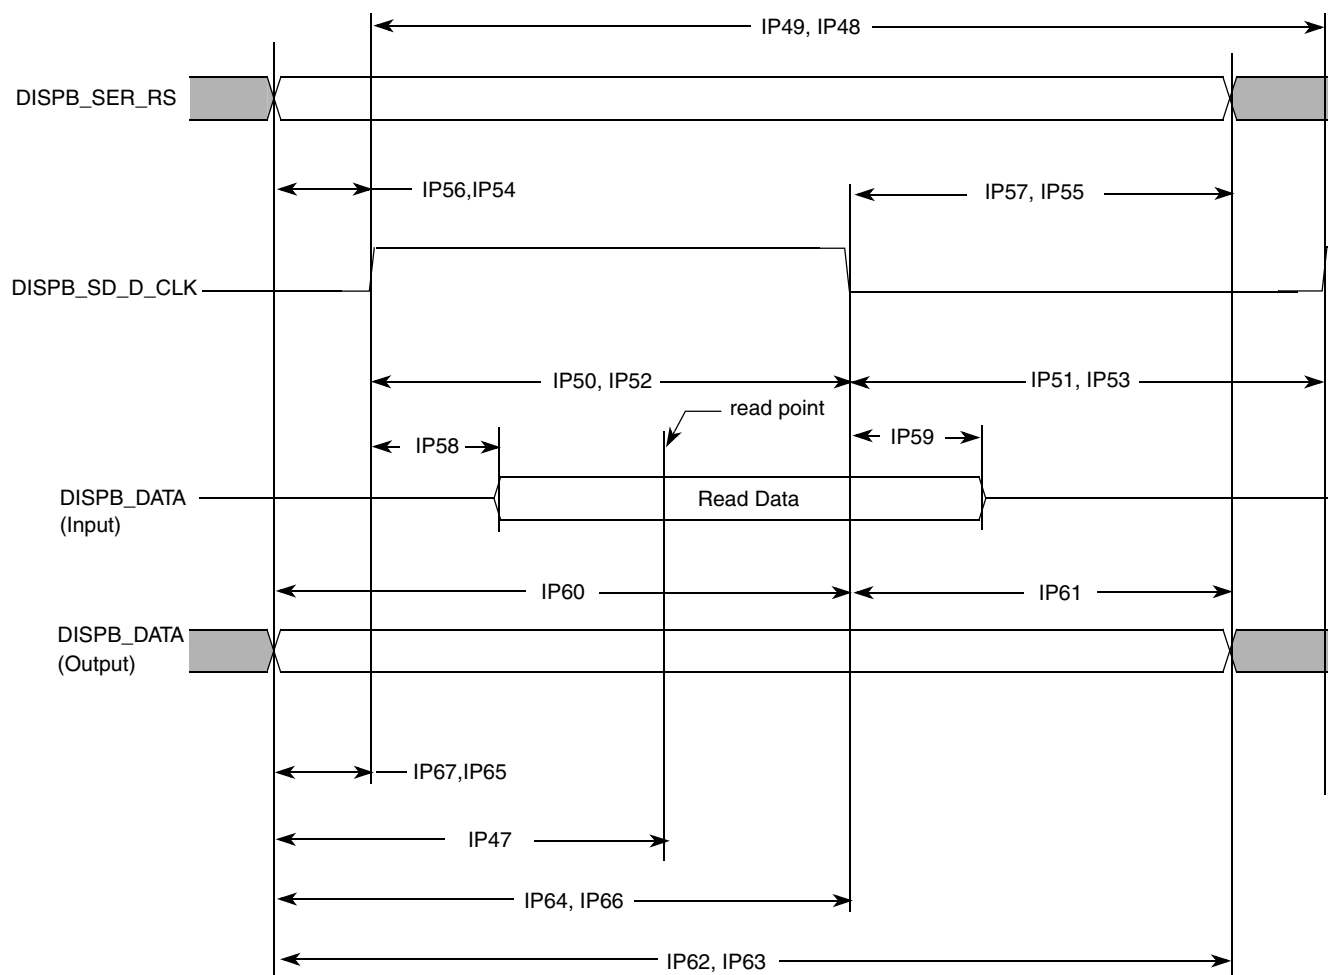 IP49, IP48
DISPB_SER_RS
IP56,IP54
IP57, IP55
DISPB_SD_D_CLK
IP50, IP52
IP51, IP53
read point
IP58
IP59
DISPB_DATA
(Input)
Read Data
IP60
IP61
DISPB_DATA
(Output)
IP67,IP65
IP47
IP64, IP66
IP62, IP63